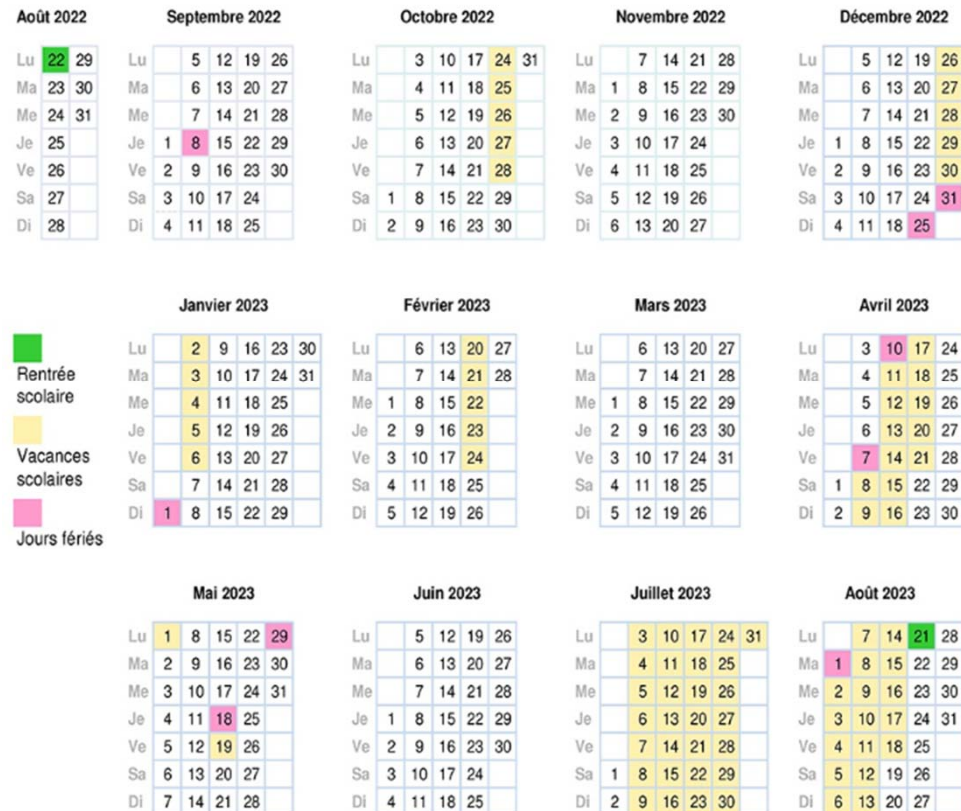 Août 2022 Septembre 2022 Octobre 2022 Novembre 2022 Décembre 2022
Lu 22 29 Lu 5 12 19 26 Lu 3 10 17 24 31 Lu 7 14 21 28 Lu 5 12 19 26
Ma 23 30 Ma 6 13 20 27 Ma 4 11 18 25 Ma 1 8 15 22 29 Ma 6 13 20 27
Me 24 31 Me 7 14 21 28 Me 5 12 19 26 Me 2 9 16 23 30 Me 7 14 21 28
Je 25 Je 1 8 15 22 29 Je 6 13 20 27 Je 3 10 17 24 Je 1 8 15 22 29
Ve 26 Ve 2 9 16 23 30 Ve 7 14 21 28 Ve 4 11 18 25 Ve 2 9 16 23 30
Sa 27 Sa 3 10 17 24 Sa 1 8 15 22 29 Sa 5 12 19 26 Sa 3 10 17 24 31
Di 28 Di 4 11 18 25 Di 2 9 16 23 30 Di 6 13 20 27 Di 4 11 18 25
Janvier 2023 Février 2023 Mars 2023 Avril 2023
Lu 2 9 16 23 30 Lu 6 13 20 27 Lu 6 13 20 27 Lu 3 10 17 24
Ma 3 10 17 24 31 Ma 7 14 21 28 Ma 7 14 21 28 Ma 4 11 18 25
Me 4 11 18 25 Me 1 8 15 22 Me 1 8 15 22 29 Me 5 12 19 26
Je 5 12 19 26 Je 2 9 16 23 Je 2 9 16 23 30 Je 6 13 20 27
Ve 6 13 20 27 Ve 3 10 17 24 Ve 3 10 17 24 31 Ve 7 14 21 28
Sa 7 14 21 28 Sa 4 11 18 25 Sa 4 11 18 25 Sa 1 8 15 22 29
Di 1 8 15 22 29 Di 5 12 19 26 Di 5 12 19 26 Di 2 9 16 23 30
Rentrée
scolaire
Vacances
scolaires
Jours fériés
Mai 2023 Juin 2023 Juillet 2023 Août 2023
Lu 1 8 15 22 29 Lu 5 12 19 26 Lu 3 10 17 24 31 Lu 7 14 21 28
Ma 2 9 16 23 30 Ma 6 13 20 27 Ma 4 11 18 25 Ma 1 8 15 22 29
Me 3 10 17 24 31 Me 7 14 21 28 Me 5 12 19 26 Me 2 9 16 23 30
Je 4 11 18 25 Je 1 8 15 22 29 Je 6 13 20 27 Je 3 10 17 24 31
Ve 5 12 19 26 Ve 2 9 16 23 30 Ve 7 14 21 28 Ve 4 11 18 25
Sa 6 13 20 27 Sa 3 10 17 24 Sa 1 8 15 22 29 Sa 5 12 19 26
Di 7 14 21 28 Di 4 11 18 25 Di 2 9 16 23 30 Di 6 13 20 27